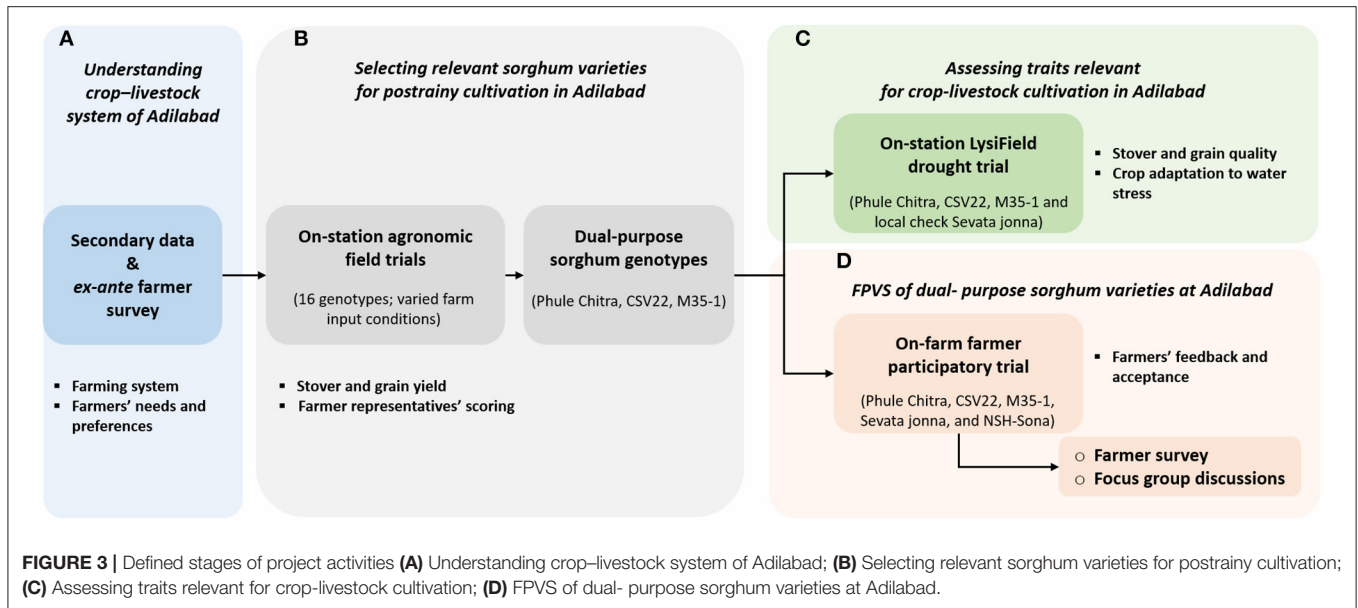 A
Understanding
crop–livestock
system of Adilabad
Secondary data
&
ex-ante farmer
survey
▪ Farming system
▪ Farmers' needs and
preferences
B
Selecting relevant sorghum varieties
for postrainy cultivation in Adilabad
On-station agronomic
field trials
(16 genotypes; varied farm
input conditions)
Dual-purpose
sorghum genotypes
(Phule Chitra, CSV22, M35-1)
▪ Stover and grain yield
▪ Farmer representatives' scoring
C
Assessing traits relevant
for crop-livestock cultivation in Adilabad
On-station LysiField
drought trial
(Phule Chitra, CSV22, M35-1 and
local check Sevata jonna)
▪ Stover and grain quality
▪ Crop adaptation to water
stress
D
FPVS of dual- purpose sorghum varieties at Adilabad
On-farm farmer
participatory trial
(Phule Chitra, CSV22, M35-1,
Sevata jonna, and NSH-Sona)
▪ Farmers' feedback and
acceptance
○ Farmer survey
○ Focus group discussions
FIGURE 3 | Defined stages of project activities (A) Understanding crop–livestock system of Adilabad; (B) Selecting relevant sorghum varieties for postrainy cultivation;
(C) Assessing traits relevant for crop-livestock cultivation; (D) FPVS of dual- purpose sorghum varieties at Adilabad.